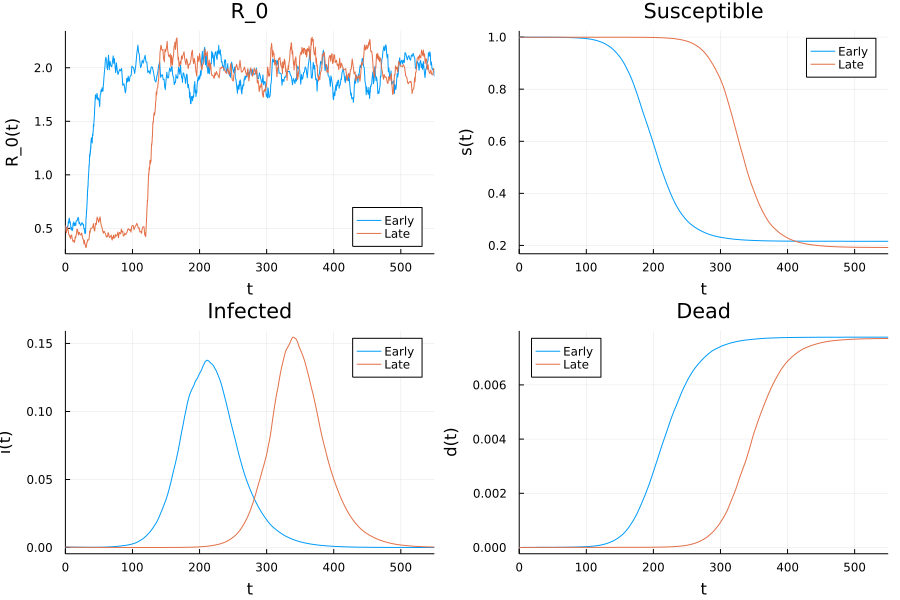 R_0
R_0(t)
2.0
1.5
1.0
0.5
0 100 200 300 400 500
t
Early
Late
Susceptible
s(t)
1.0
0.8
0.6
0.4
0.2
0 100 200 300 400 500
t
Early
Late
Infected
ı(t)
0.15
0.10
0.05
0.00
0 100 200 300 400 500
t
Early
Late
Dead
d(t)
0.006
0.004
0.002
0.000
0 100 200 300 400 500
t
Early
Late